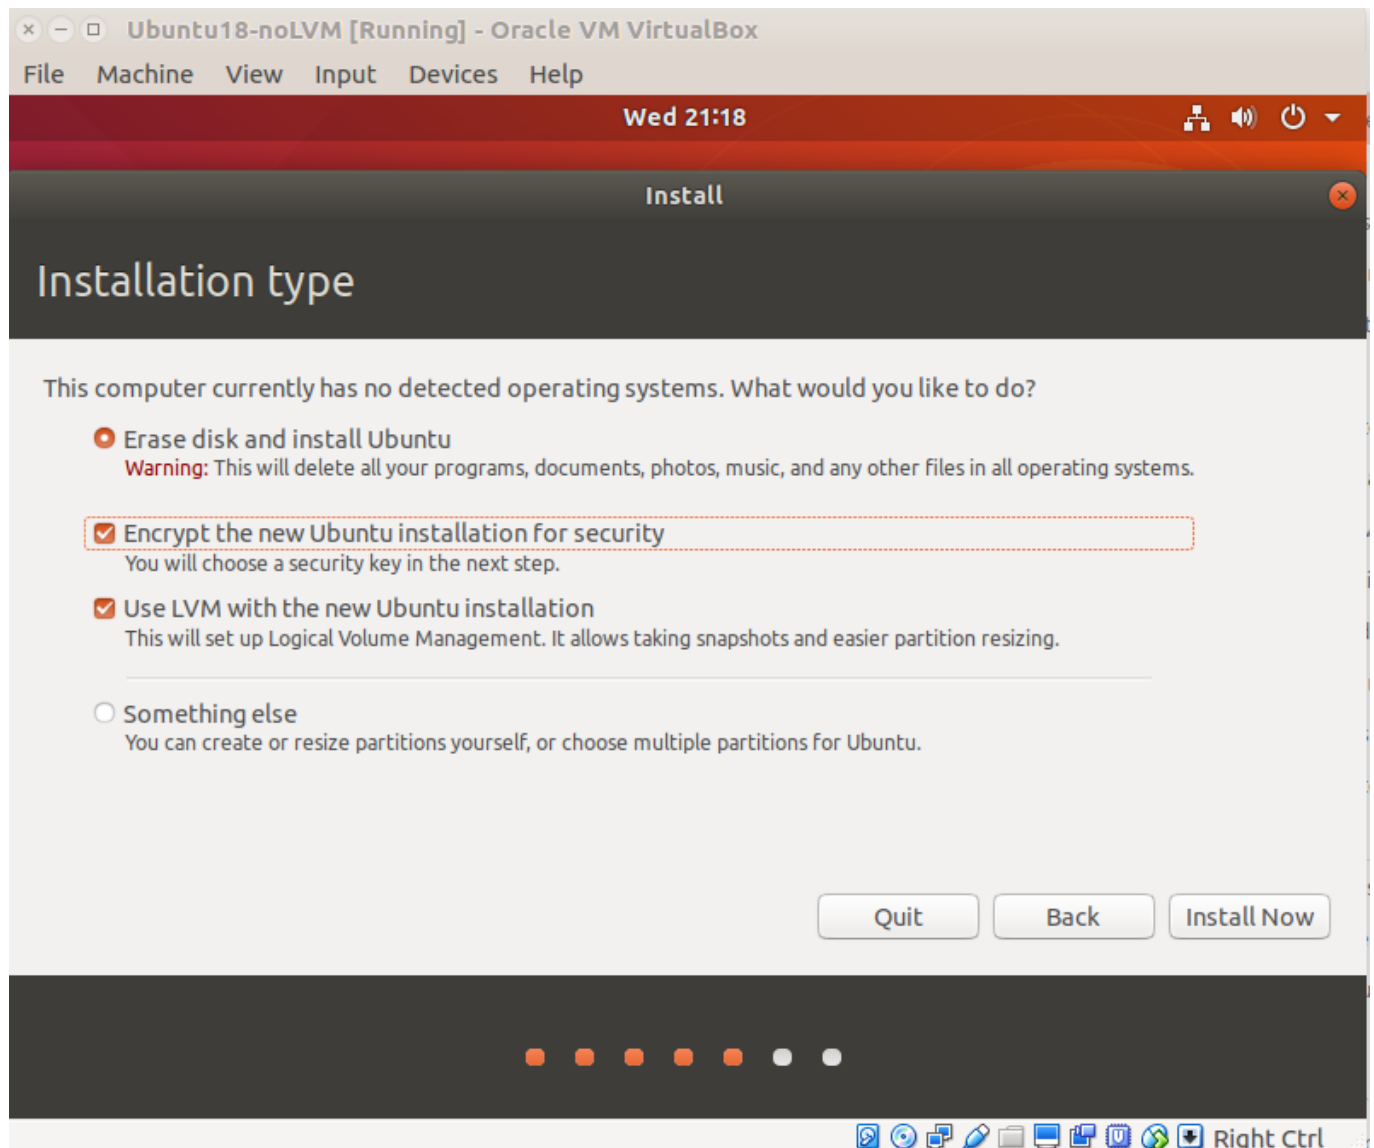 Ubuntu18-noLVM [Running] - Oracle VM VirtualBox
File Machine View Input Devices Help
Wed 21:18
Install
Installation type
This computer currently has no detected operating systems. What would you like to do?
Erase disk and install Ubuntu
Warning: This will delete all your programs, documents, photos, music, and any other files in all operating systems.
Encrypt the new Ubuntu installation for security
You will choose a security key in the next step.
Use LVM with the new Ubuntu installation
This will set up Logical Volume Management. It allows taking snapshots and easier partition resizing.
Something else
You can create or resize partitions yourself, or choose multiple partitions for Ubuntu.
Quit Back Install Now
Right Ctrl